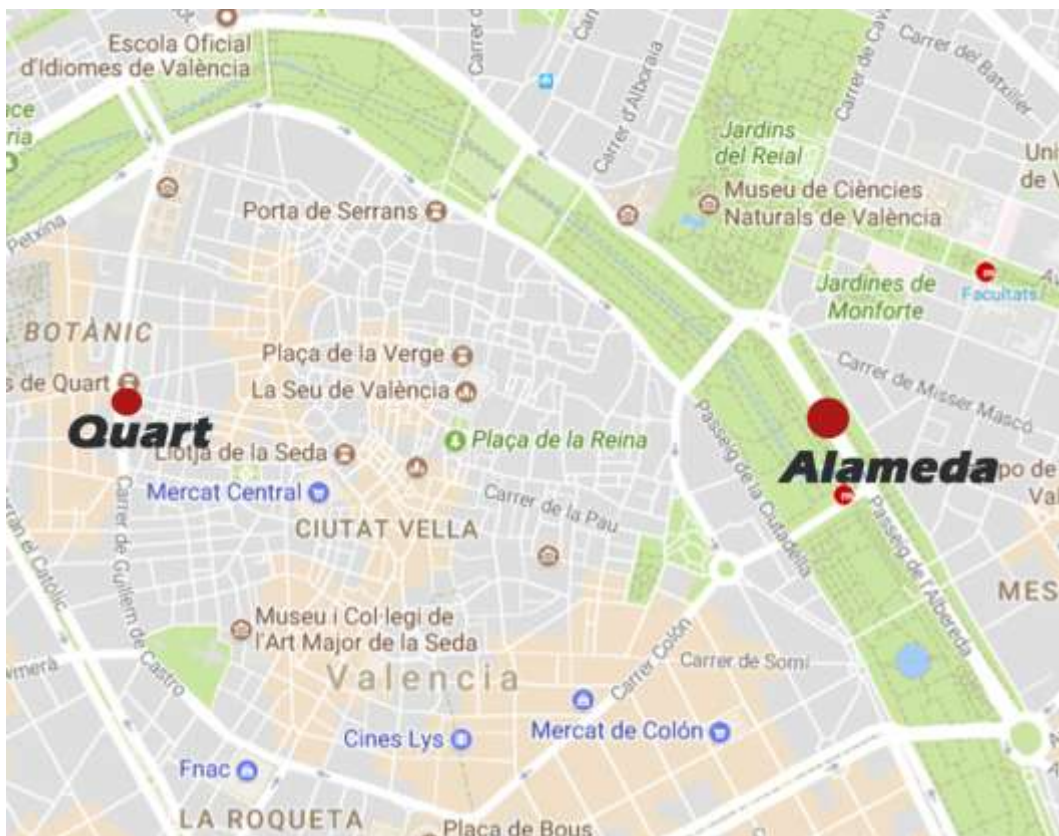 Escola Oficial
d'Idiomes de València
Carrer d'Alboraia
Carrer de
Carrer del Batxiller
Jardins
del Reial
Museu de Ciències
Naturals de València
Porta de Serrans
Petxina
Facultats
Jardines de
Monforte
BOTÀNIC
Plaça de la Verge
La Seu de València
s de Quart
Carrer de Misser Mascó
Quart
Plaça de la Reina
Llotja de la Seda
Passeig de la Ciutadella
Alameda
Mercat Central
Carrer de la Pau
CIUTAT VELLA
Carrer de Guillem de Castro
Passeig de l'Albereda
MES
Museu i Col·legi de
l'Art Major de la Seda
Valencia
Carrer Colón
Carrer de Sorní
Mercat de Colón
Cines Lys
Fnac
LA ROQUETA
Plaça de Bous